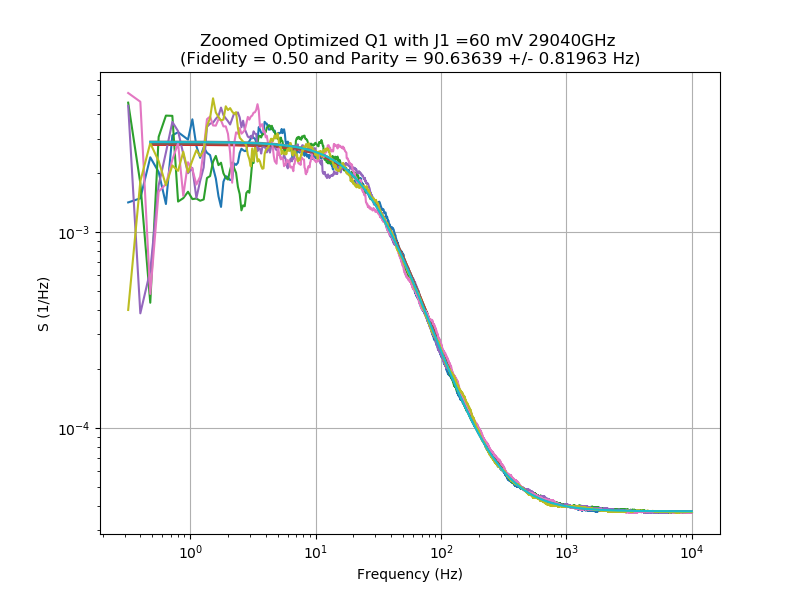 Zoomed Optimized Q1 with J1 =60 mV 29040GHz
(Fidelity = 0.50 and Parity = 90.63639 +/- 0.81963 Hz)
S (1/Hz)
10⁻³
10⁻⁴
10⁰ 10¹ 10² 10³ 10⁴
Frequency (Hz)